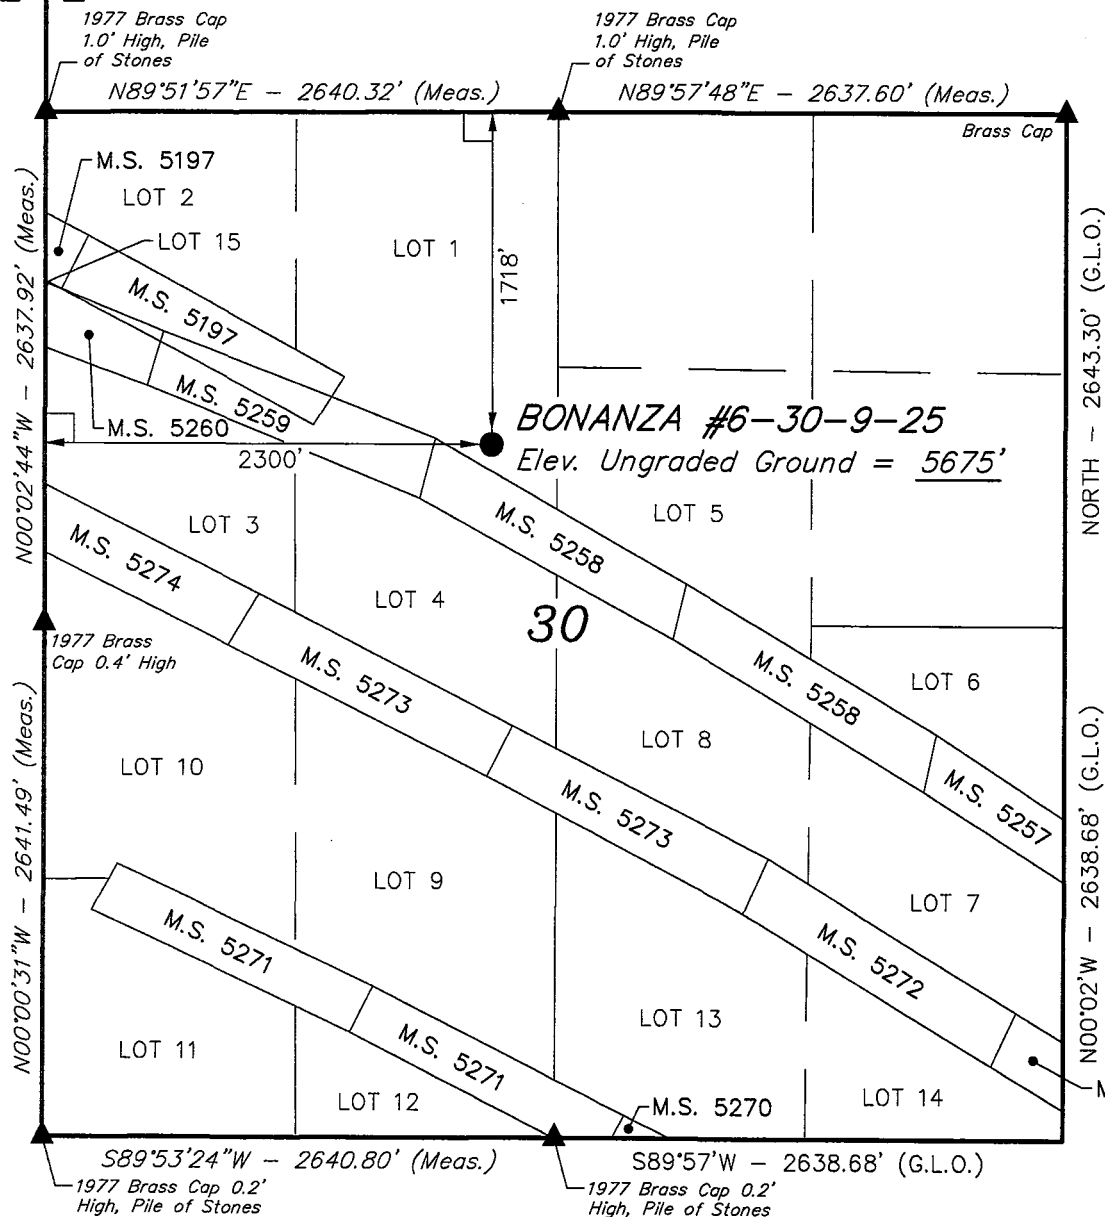 1977 Brass Cap
1.0' High, Pile
of Stones
1977 Brass Cap
1.0' High, Pile
of Stones
N89°51'57"E - 2640.32' (Meas.)
N89°57'48"E - 2637.60' (Meas.)
Brass Cap
M.S. 5197
LOT 2
LOT 15
LOT 1
1718'
M.S. 5197
N00°02'44"W - 2637.92' (Meas.)
NORTH - 2643.30' (G.L.O.)
M.S. 5259
M.S. 5260
2300'
BONANZA #6-30-9-25
Elev. Ungraded Ground = 5675'
LOT 3
M.S. 5258
LOT 5
M.S. 5274
LOT 4
30
1977 Brass
Cap 0.4' High
M.S. 5273
M.S. 5258
LOT 6
LOT 10
LOT 8
M.S. 5273
M.S. 5257
N00°00'31"W - 2641.49' (Meas.)
N00°02'W - 2638.68' (G.L.O.)
LOT 9
LOT 7
M.S. 5271
M.S. 5272
LOT 11
M.S. 5271
LOT 13
LOT 12
M.S. 5270
LOT 14
M
S89°53'24"W - 2640.80' (Meas.)
S89°57'W - 2638.68' (G.L.O.)
1977 Brass Cap 0.2'
High, Pile of Stones
1977 Brass Cap 0.2'
High, Pile of Stones